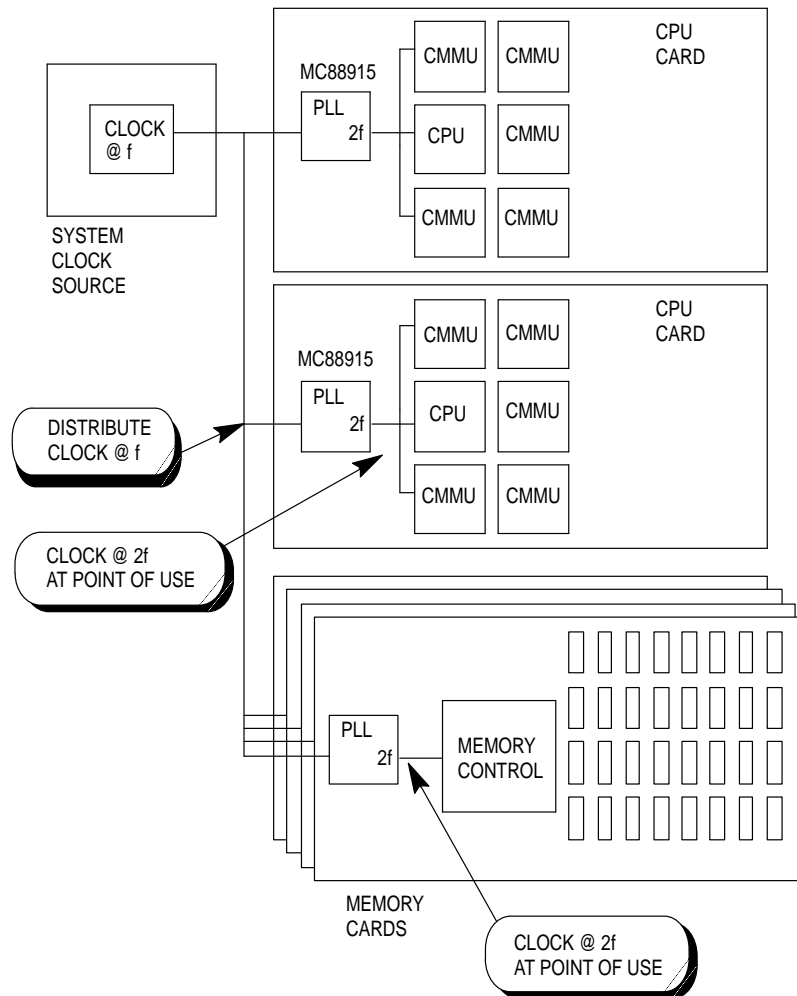 CPU
CARD
CMMU
CMMU
MC88915
PLL
2f
CLOCK
@ f
CPU
CMMU
CMMU
CMMU
SYSTEM
CLOCK
SOURCE
CPU
CARD
CMMU
CMMU
MC88915
PLL
2f
CPU
CMMU
DISTRIBUTE
CLOCK @ f
CMMU
CMMU
CLOCK @ 2f
AT POINT OF USE
PLL
2f
MEMORY
CONTROL
MEMORY
CARDS
CLOCK @ 2f
AT POINT OF USE